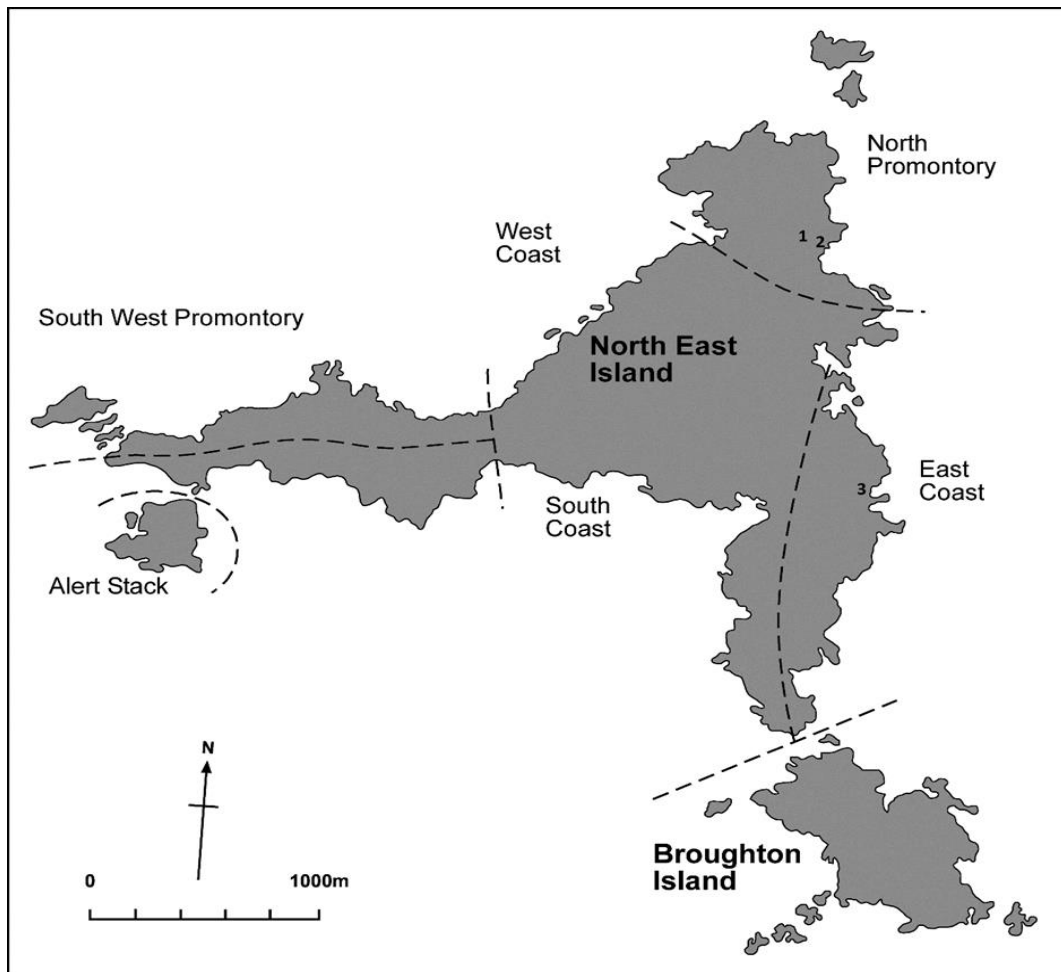 North
Promontory
West
Coast
1 2
South West Promontory
North East
Island
East
Coast
3
South
Coast
Alert Stack
N
Broughton
Island
0 1000m